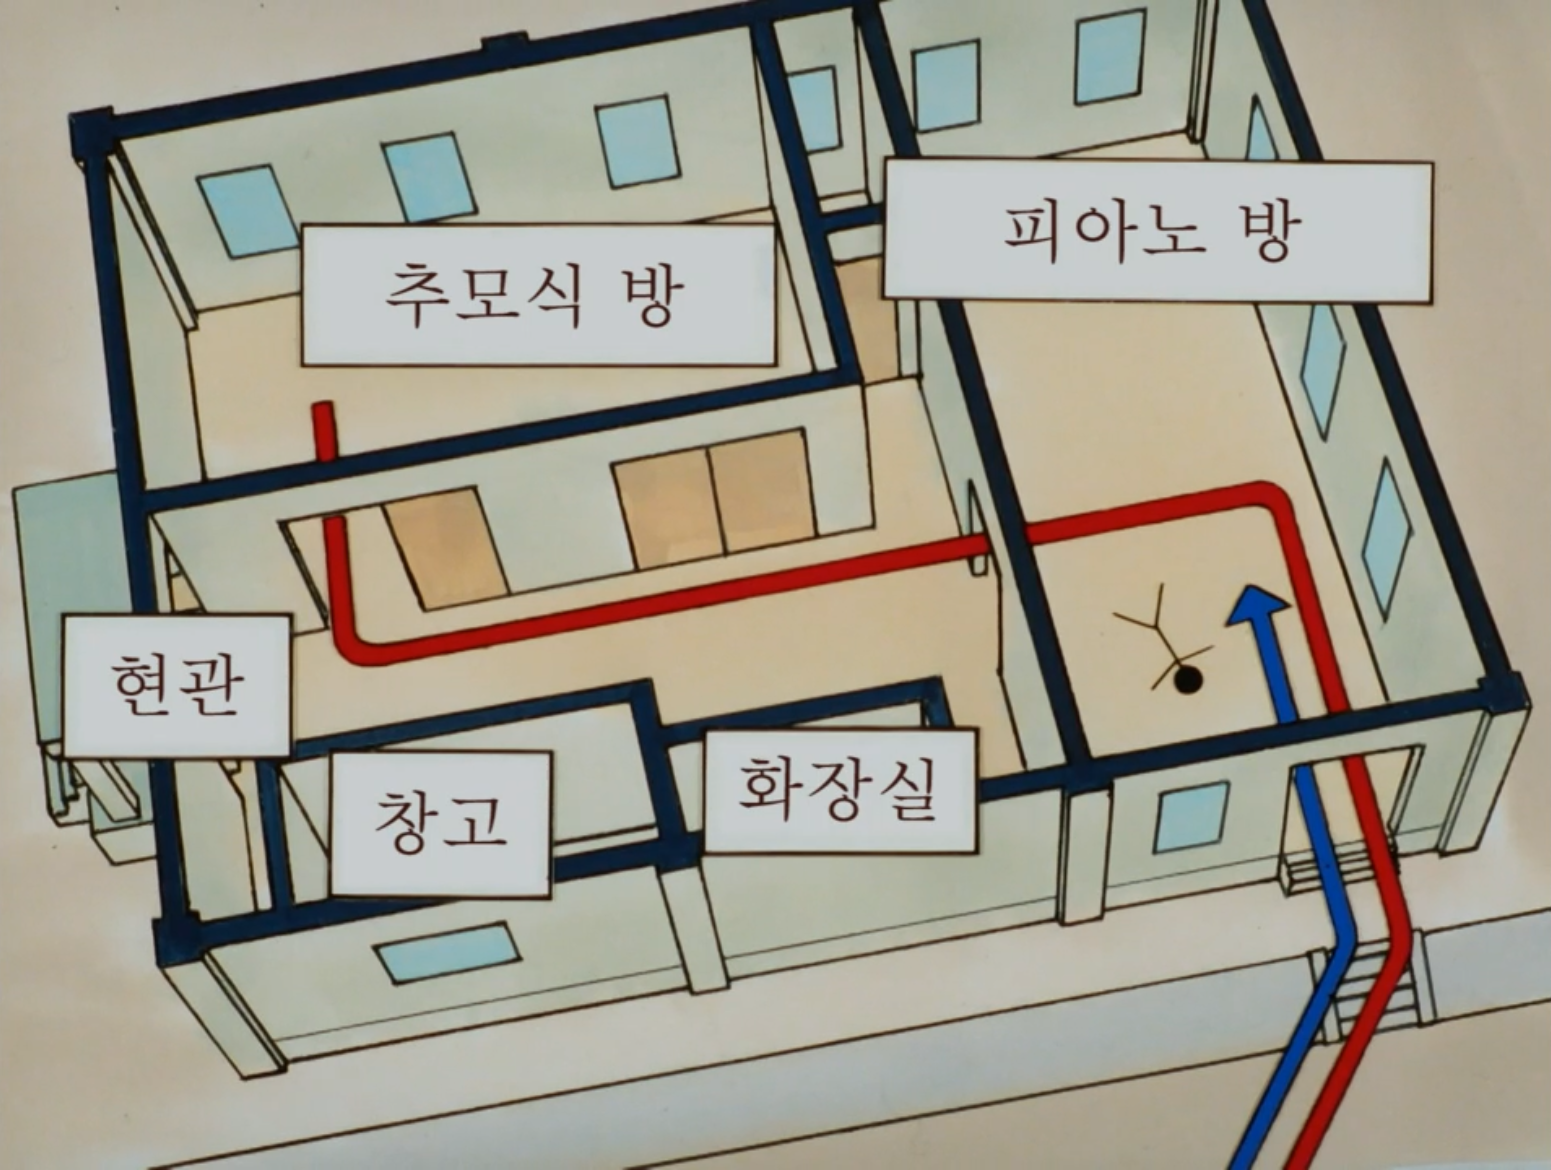 피아노 방
추모식 방
현관
창고
화장실